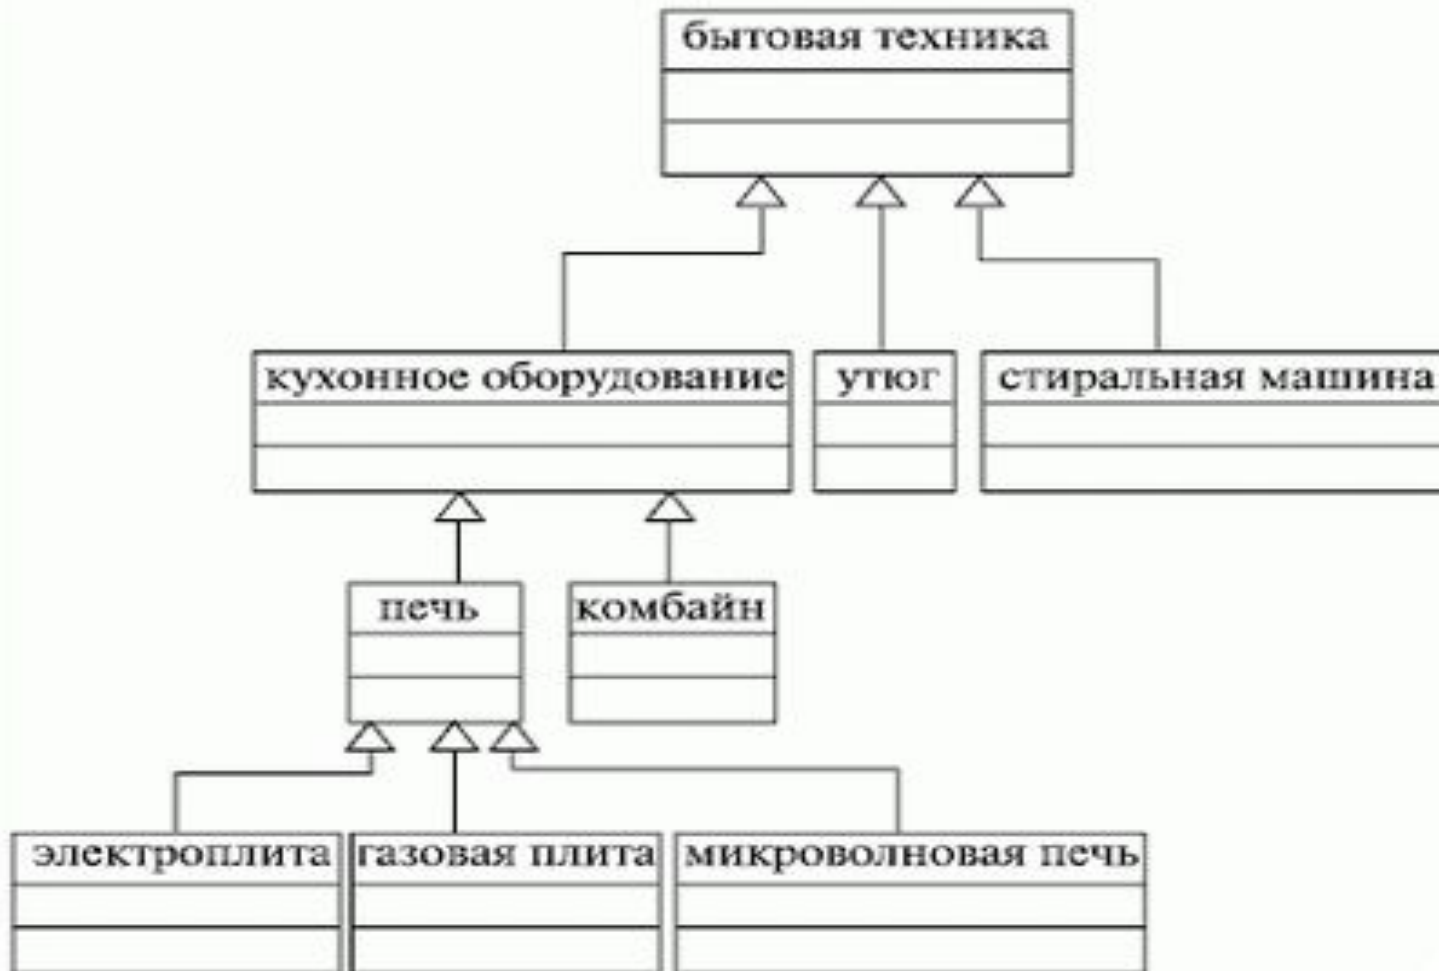 бытовая техника
кухонное оборудование
утюг
стиральная машина
печь
комбайн
электроплита
газовая плита
микроволновая печь